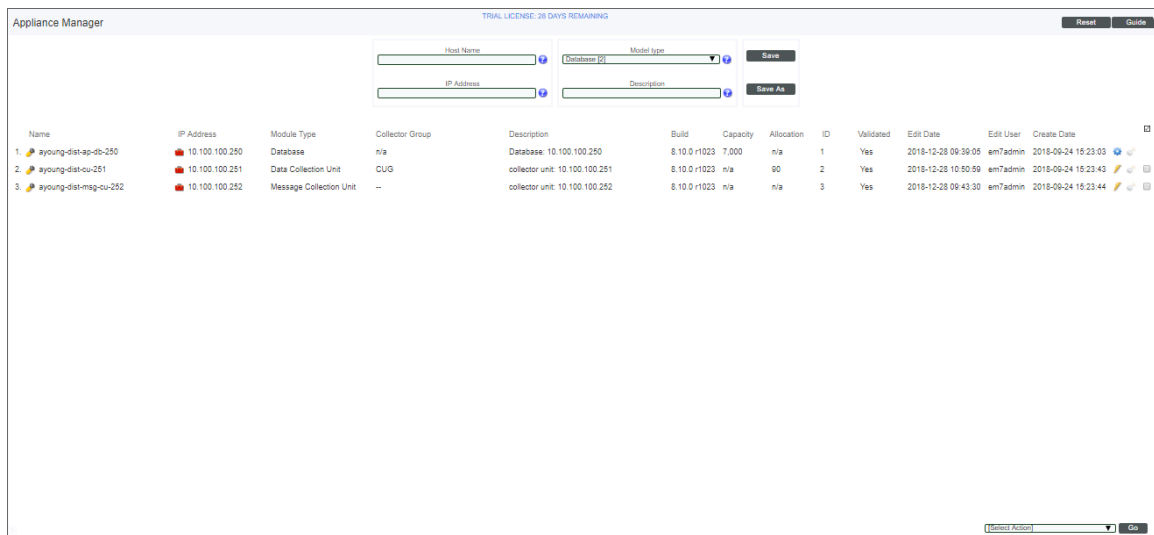 Appliance Manager
TRIAL LICENSE: 28 DAYS REMAINING
Reset Guide
Host Name Model type
Database [2] Save
IP Address Description
Save As
Name IP Address Module Type Collector Group Description Build Capacity Allocation ID Validated Edit Date Edit User Create Date
1. ayoung-dist-ap-db-250 10.100.100.250 Database n/a Database: 10.100.100.250 8.10.0 r1023 7,000 n/a 1 Yes 2018-12-28 09:39:05 em7admin 2018-09-24 15:23:03
2. ayoung-dist-cu-251 10.100.100.251 Data Collection Unit CUG collector unit: 10.100.100.251 8.10.0 r1023 n/a 90 2 Yes 2018-12-28 10:50:59 em7admin 2018-09-24 15:23:43
3. ayoung-dist-msg-cu-252 10.100.100.252 Message Collection Unit -- collector unit: 10.100.100.252 8.10.0 r1023 n/a n/a 3 Yes 2018-12-28 09:43:30 em7admin 2018-09-24 15:23:44
[Select Action] Go